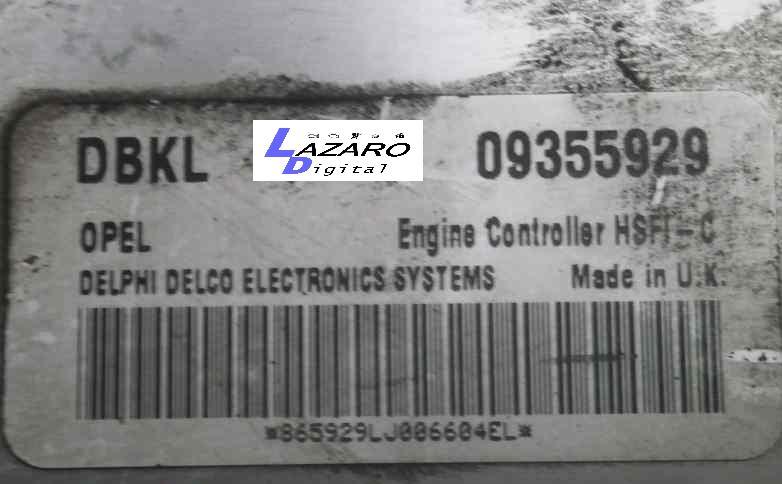 DBKL LAZARO Digital 09355929
OPEL Engine Controller HSFI-C
DELPHI DELCO ELECTRONICS SYSTEMS Made in U.K.
*865929LJ006604EL*